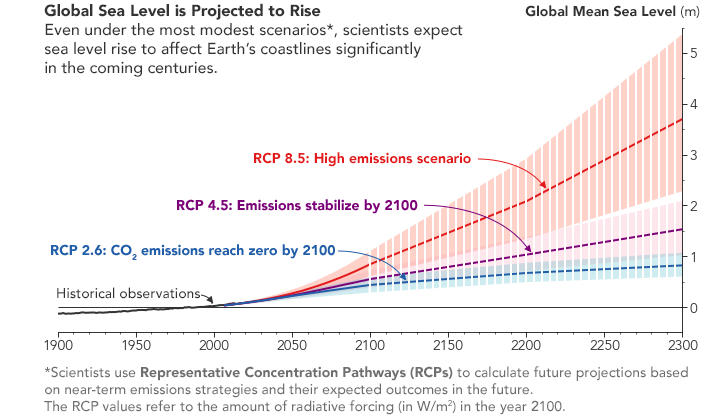 Global Sea Level is Projected to Rise
Even under the most modest scenarios*, scientists expect
sea level rise to affect Earth's coastlines significantly
in the coming centuries.
Global Mean Sea Level (m)
5
4
3
2
1
0
RCP 8.5: High emissions scenario
RCP 4.5: Emissions stabilize by 2100
RCP 2.6: CO₂ emissions reach zero by 2100
Historical observations
1900 1950 2000 2050 2100 2150 2200 2250 2300
*Scientists use Representative Concentration Pathways (RCPs) to calculate future projections based
on near-term emissions strategies and their expected outcomes in the future.
The RCP values refer to the amount of radiative forcing (in W/m²) in the year 2100.